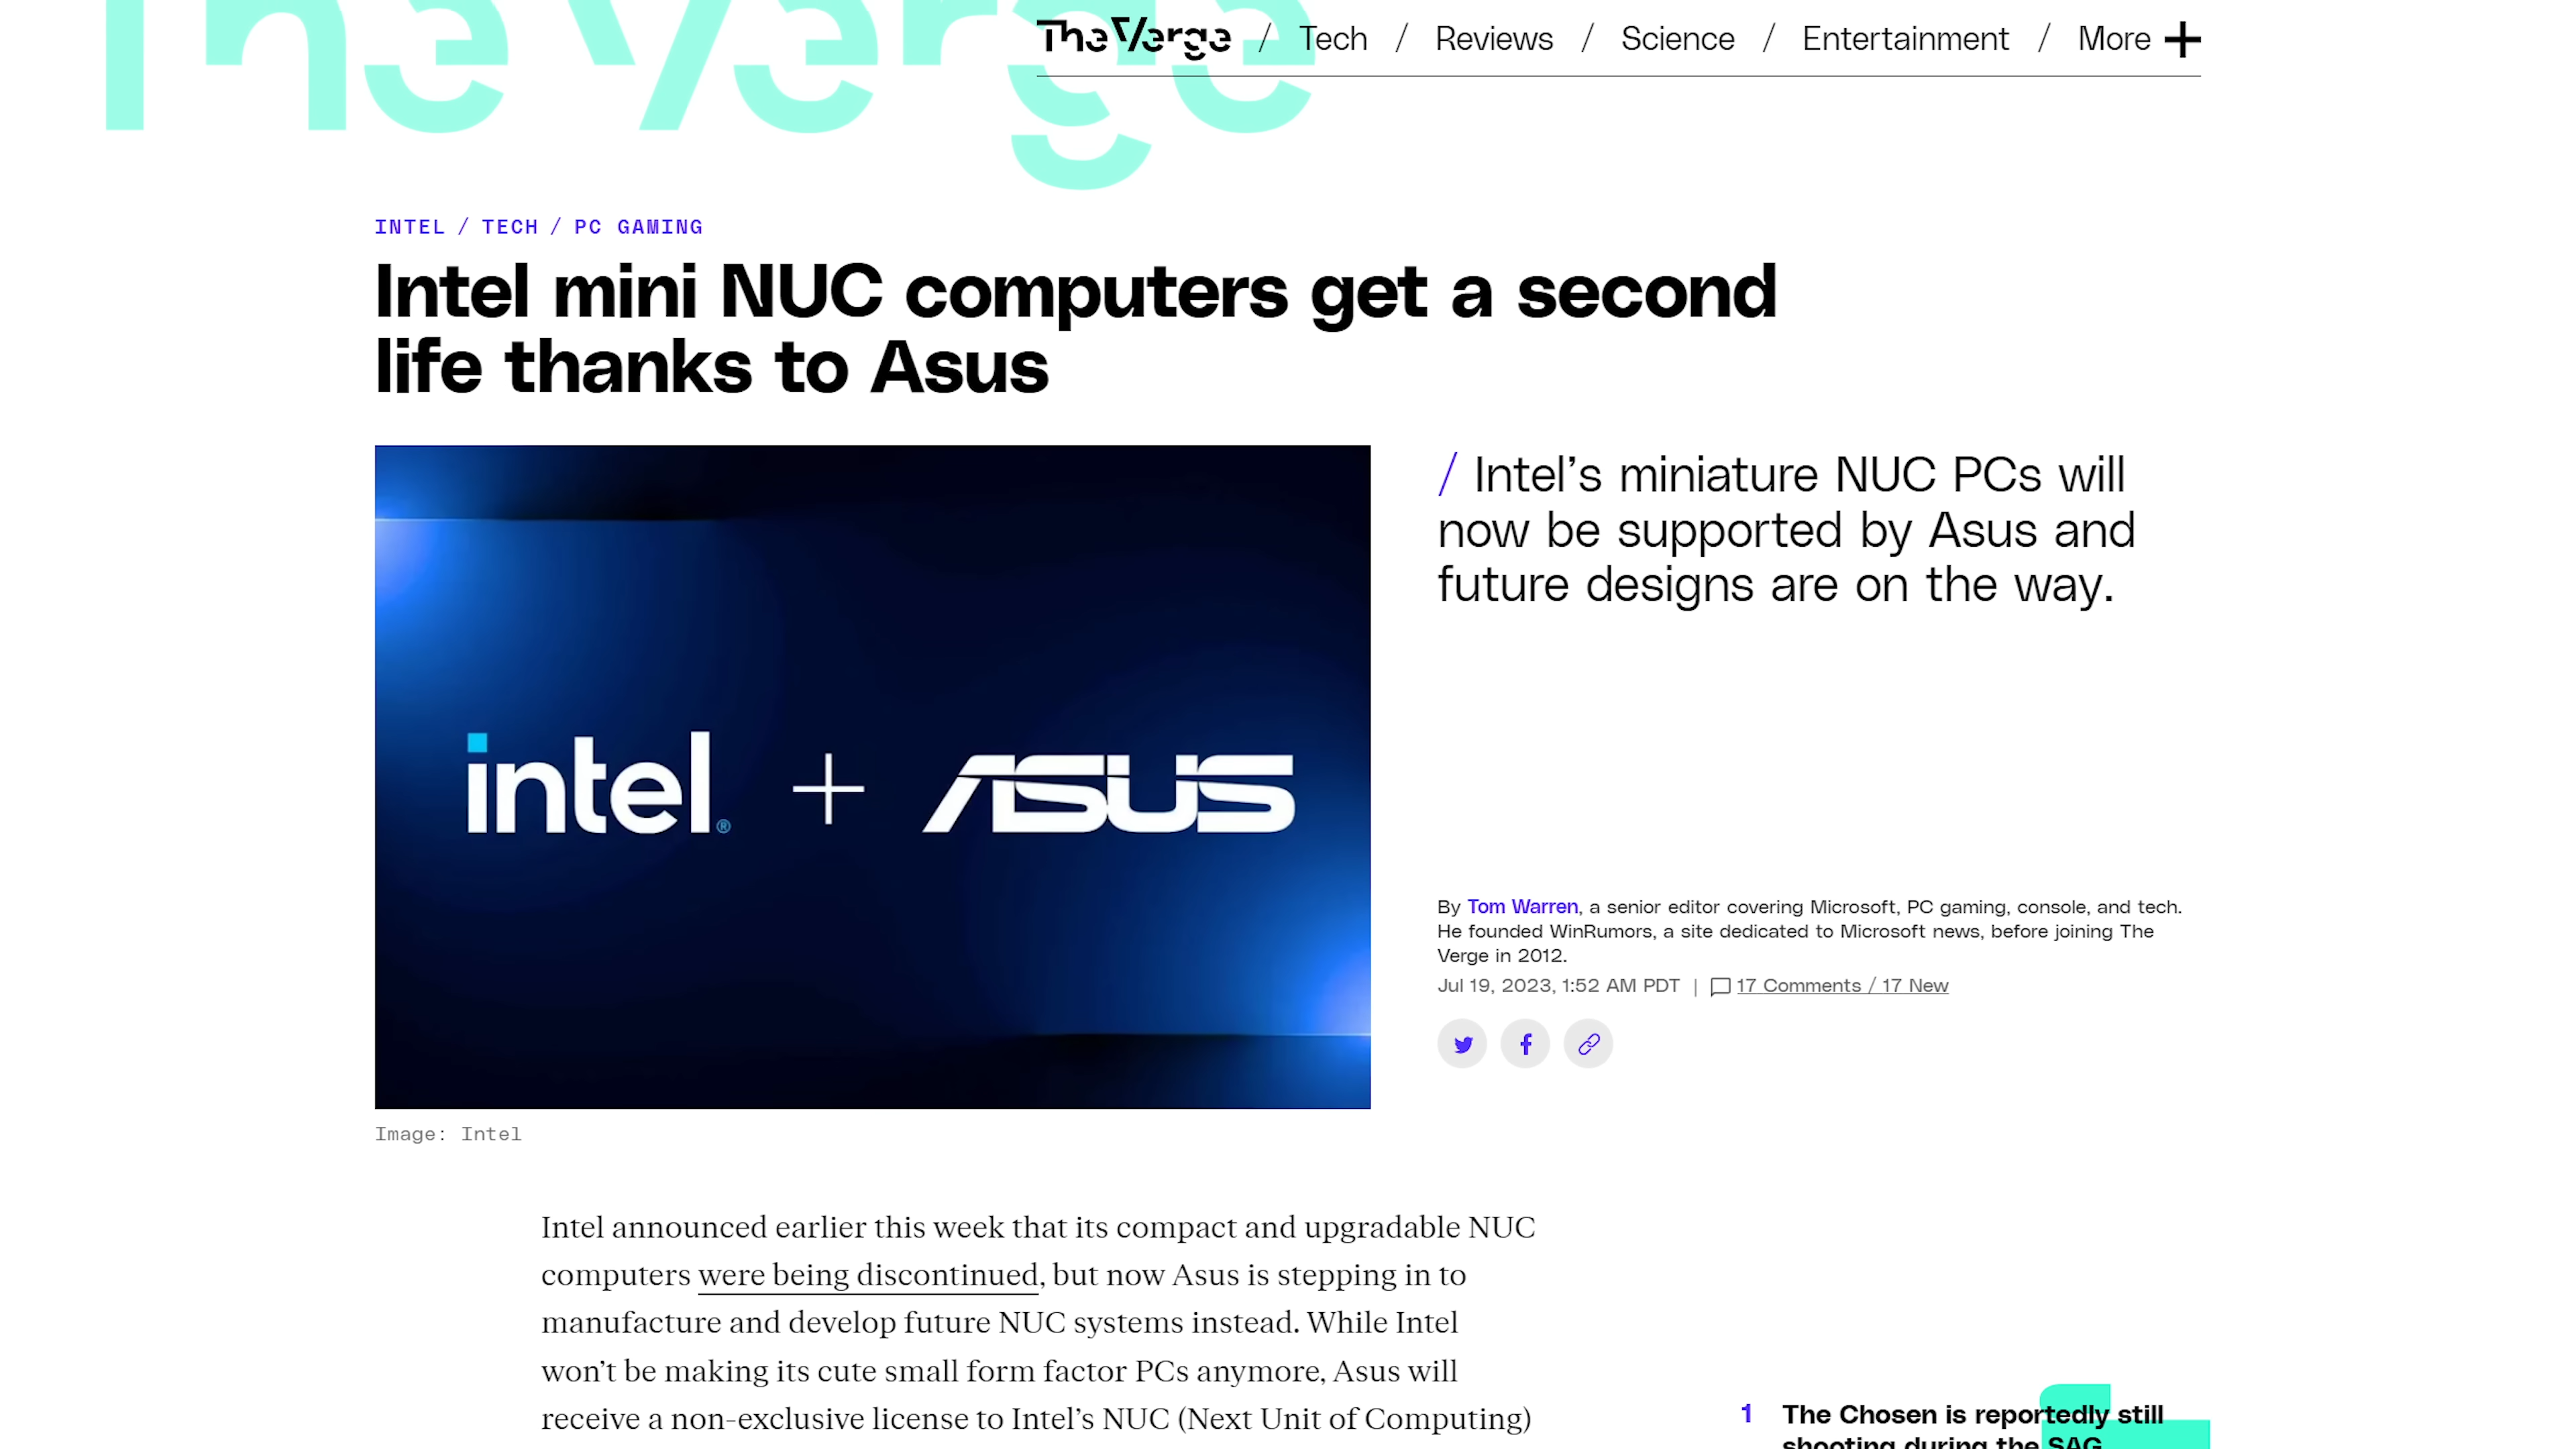 The Verge
The Verge / Tech / Reviews / Science / Entertainment / More +
INTEL / TECH / PC GAMING
Intel mini NUC computers get a second
life thanks to Asus
/ Intel’s miniature NUC PCs will
now be supported by Asus and
future designs are on the way.
intel® + ASUS
By Tom Warren, a senior editor covering Microsoft, PC gaming, console, and tech.
He founded WinRumors, a site dedicated to Microsoft news, before joining The
Verge in 2012.
Jul 19, 2023, 1:52 AM PDT | 17 Comments / 17 New
Image: Intel
Intel announced earlier this week that its compact and upgradable NUC
computers were being discontinued, but now Asus is stepping in to
manufacture and develop future NUC systems instead. While Intel
won’t be making its cute small form factor PCs anymore, Asus will
receive a non-exclusive license to Intel’s NUC (Next Unit of Computing)
1 The Chosen is reportedly still
shooting during the SAG